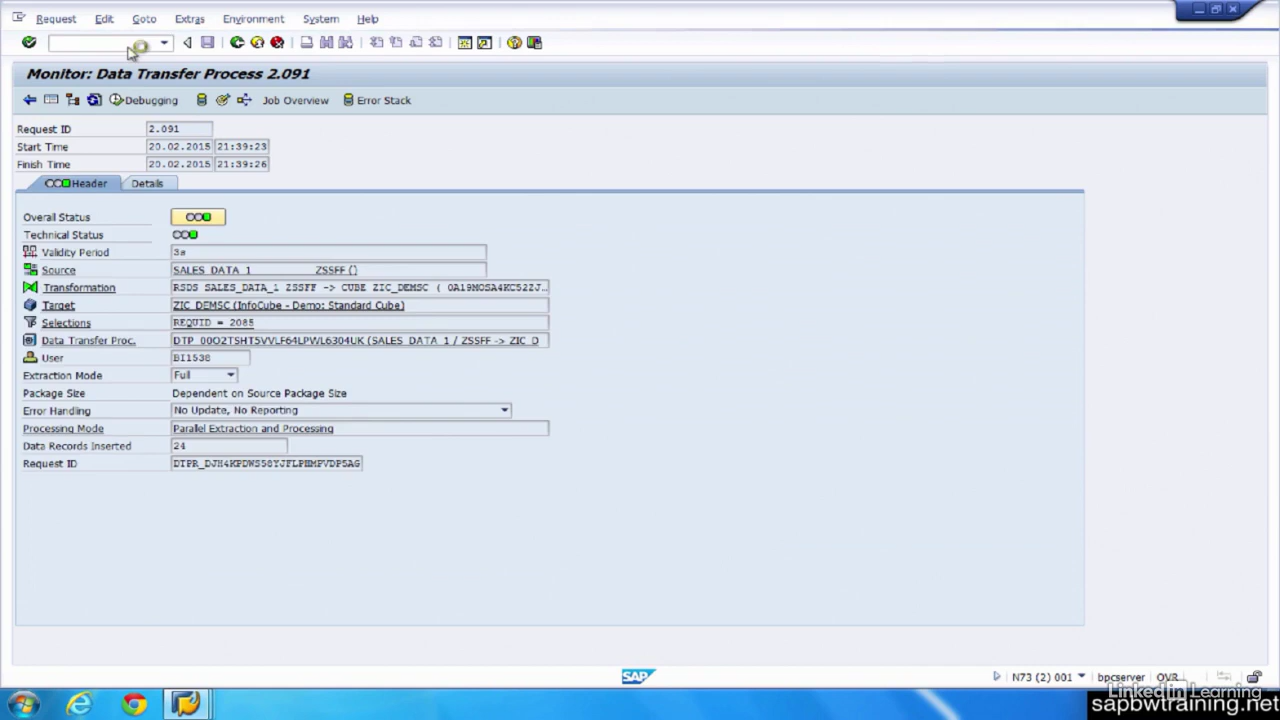 Request Edit Goto Extras Environment System Help
Monitor: Data Transfer Process 2.091
Debugging Job Overview Error Stack
Request ID 2.091
Start Time 20.02.2015 21:39:23
Finish Time 20.02.2015 21:39:26
Header Details
Overall Status
Technical Status
Validity Period 3s
Source SALES_DATA_1 ZSSFF ()
Transformation RSDS SALES_DATA_1 ZSSFF -> CUBE ZIC_DEMSC (
Target ZIC_DEMSC (InfoCube - Demo: Standard Cube)
Selections REQUID = 2085
Data Transfer Proc. (SALES_DATA_1 / ZSSFF -> ZIC_D
User BI1538
Extraction Mode Full
Package Size Dependent on Source Package Size
Error Handling No Update, No Reporting
Processing Mode Parallel Extraction and Processing
Data Records Inserted 24
Request ID
SAP N73 (2) 001 bpcserver OVR
LinkedIn Learning
sapbwtraining.net